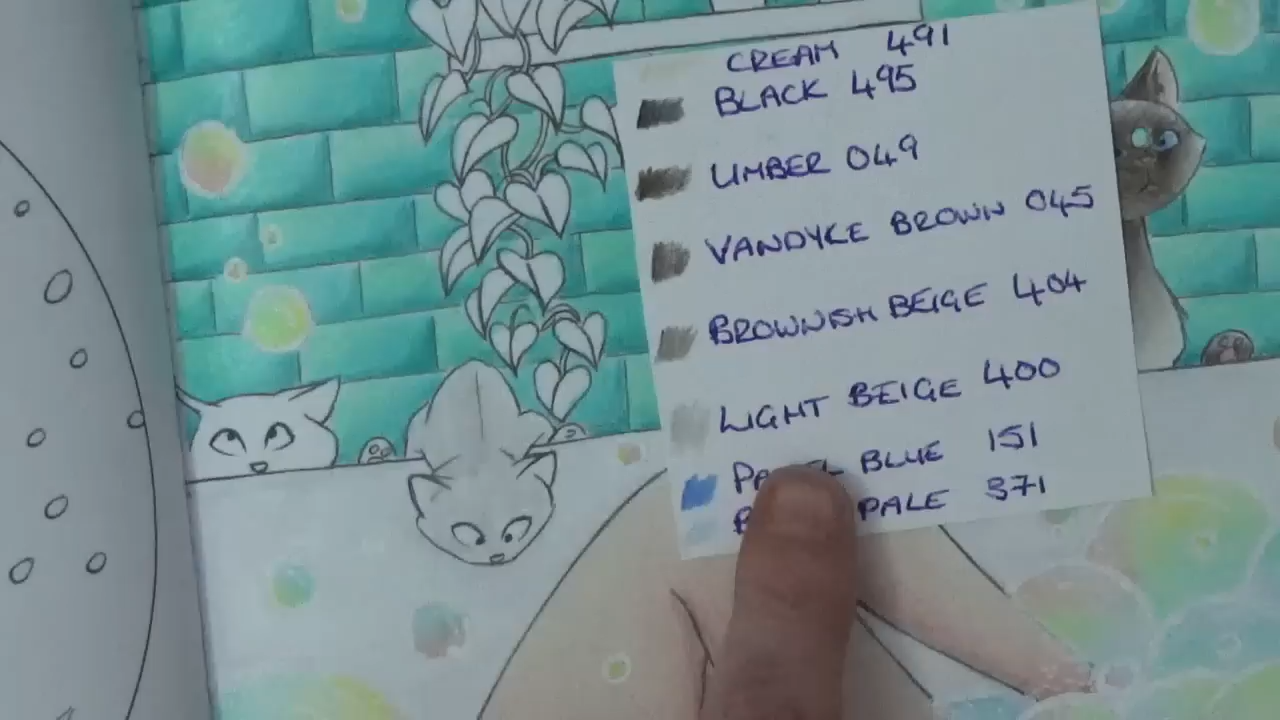 CREAM 491
BLACK 495
UMBER 049
VANDYKE BROWN 045
BROWNISH BEIGE 404
LIGHT BEIGE 400
BLUE 151
PALE 371